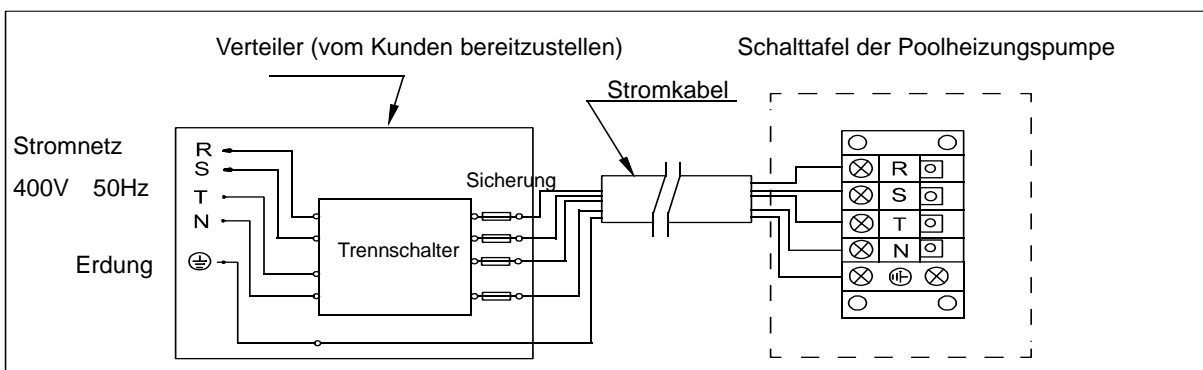 Verteiler (vom Kunden bereitzustellen)
Schalttafel der Poolheizungspumpe
Stromkabel
Stromnetz
400V 50Hz
Erdung
R
S
T
N
Sicherung
Trennschalter
R
S
T
N